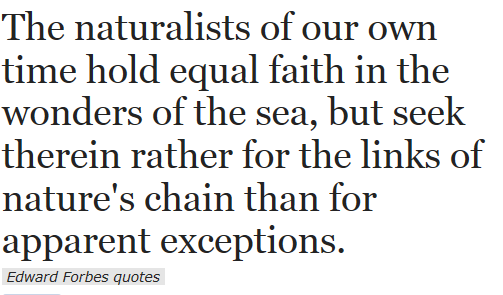 The naturalists of our own
time hold equal faith in the
wonders of the sea, but seek
therein rather for the links of
nature's chain than for
apparent exceptions.
Edward Forbes quotes